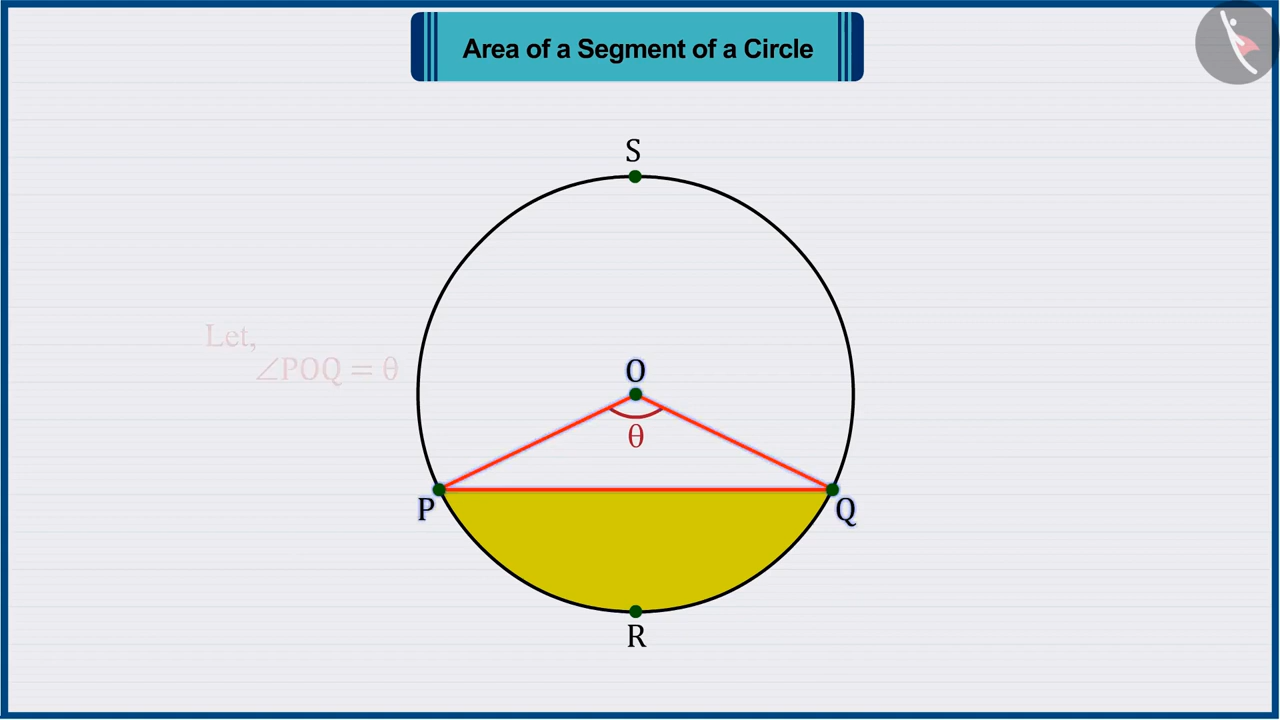 Area of a Segment of a Circle
S
Let,
∠POQ = θ
O
θ
P
Q
R